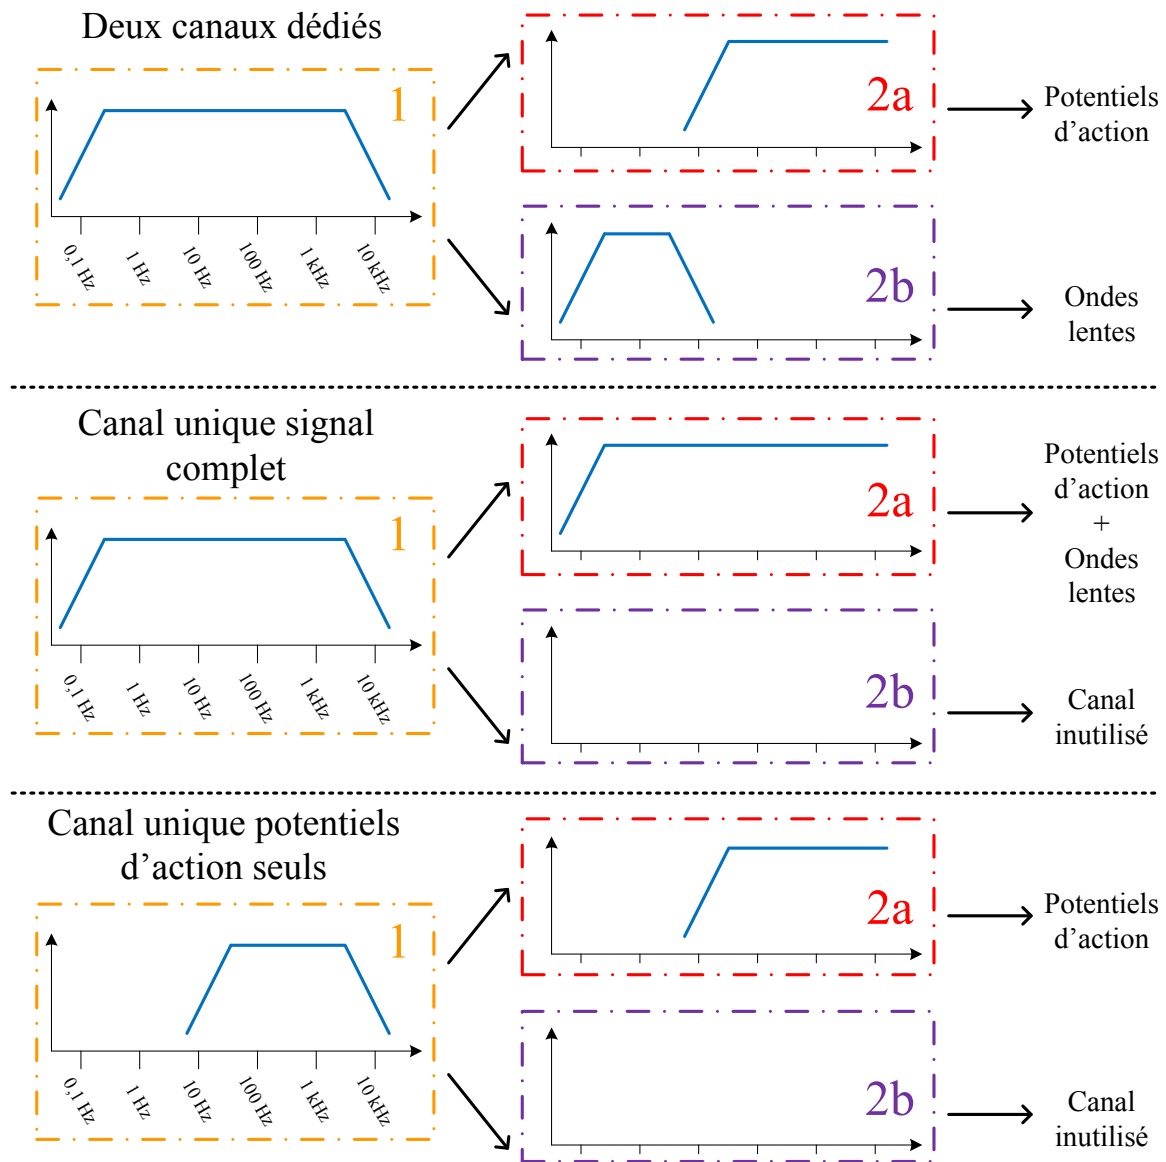 Deux canaux dédiés
1
0,1 Hz
1 Hz
10 Hz
100 Hz
1 kHz
10 kHz
2a
Potentiels
d’action
2b
Ondes
lentes
Canal unique signal
complet
1
0,1 Hz
1 Hz
10 Hz
100 Hz
1 kHz
10 kHz
2a
Potentiels
d’action
+
Ondes
lentes
2b
Canal
inutilisé
Canal unique potentiels
d’action seuls
1
0,1 Hz
1 Hz
10 Hz
100 Hz
1 kHz
10 kHz
2a
Potentiels
d’action
2b
Canal
inutilisé